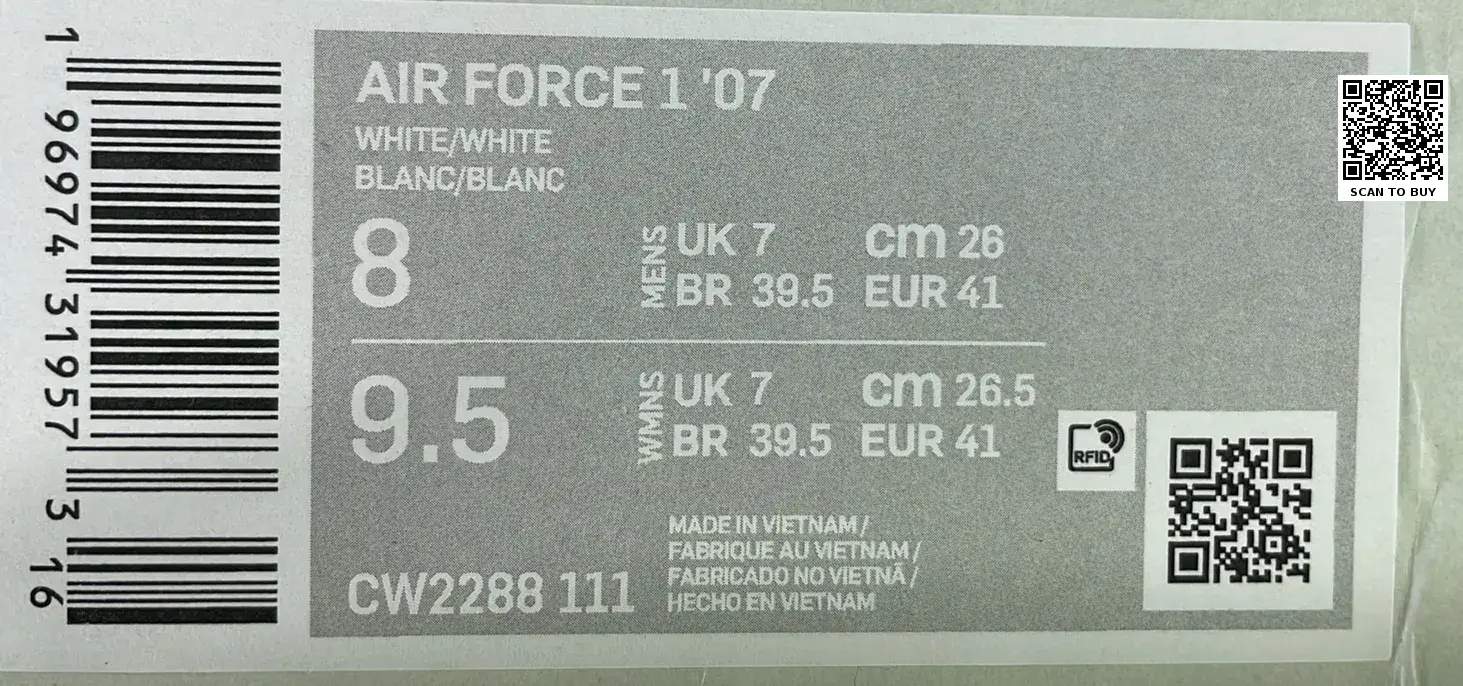 1 96974 31957 3 16
AIR FORCE 1 '07
WHITE/WHITE
BLANC/BLANC
8
MENS
UK 7 cm 26
BR 39.5 EUR 41
9.5
WMNS
UK 7 cm 26.5
BR 39.5 EUR 41
RFID
MADE IN VIETNAM /
FABRIQUE AU VIETNAM /
FABRICADO NO VIETNÃ /
HECHO EN VIETNAM
CW2288 111
SCAN TO BUY